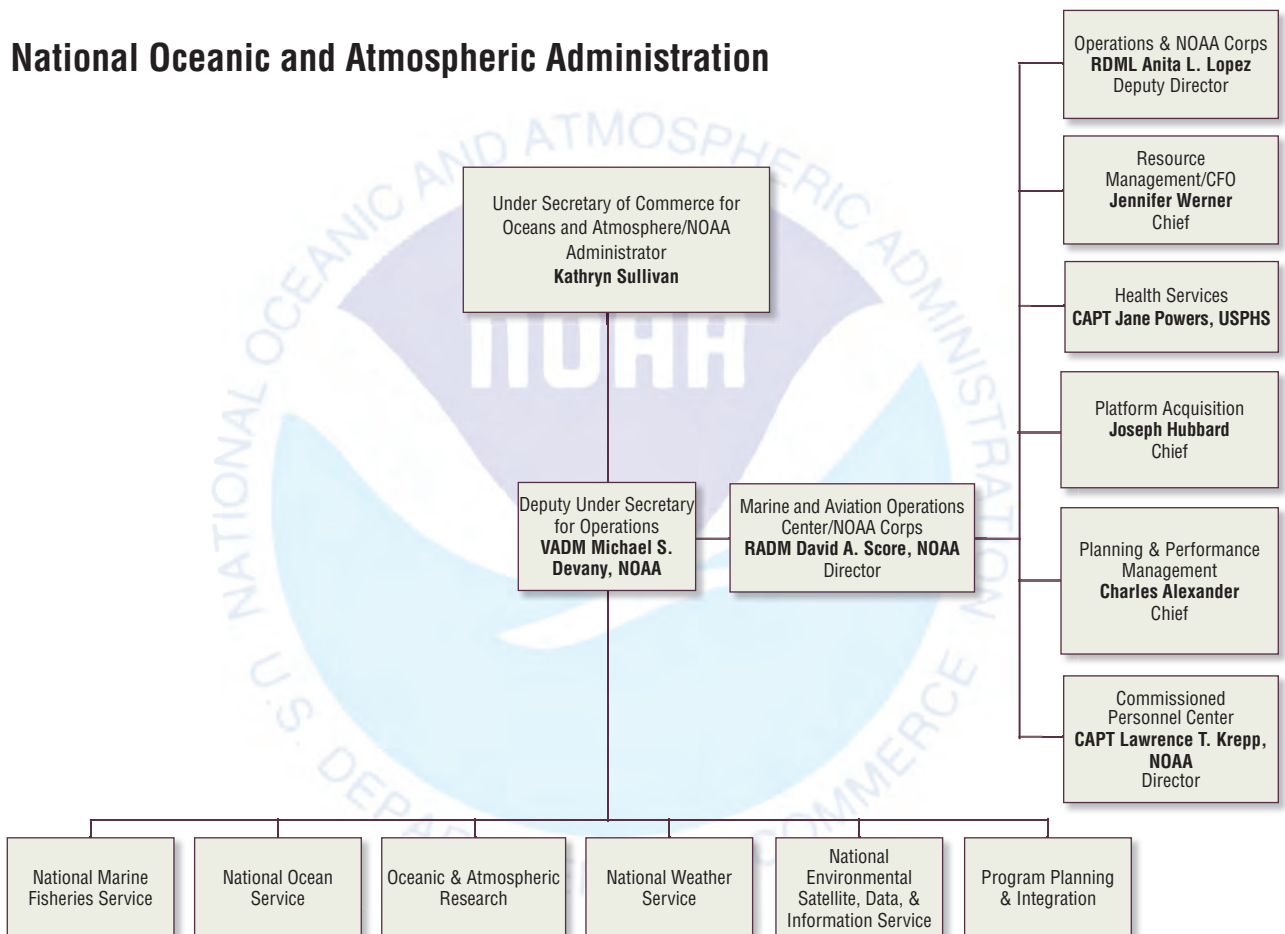 National Oceanic and Atmospheric Administration
Operations & NOAA Corps
RDML Anita L. Lopez
Deputy Director
Resource
Management/CFO
Jennifer Werner
Chief
Under Secretary of Commerce for
Oceans and Atmosphere/NOAA
Administrator
Kathryn Sullivan
Health Services
CAPT Jane Powers, USPHS
Platform Acquisition
Joseph Hubbard
Chief
Deputy Under Secretary
for Operations
VADM Michael S.
Devany, NOAA
Marine and Aviation Operations
Center/NOAA Corps
RADM David A. Score, NOAA
Director
Planning & Performance
Management
Charles Alexander
Chief
Commissioned
Personnel Center
CAPT Lawrence T. Krepp,
NOAA
Director
National Marine
Fisheries Service
National Ocean
Service
Oceanic & Atmospheric
Research
National Weather
Service
National
Environmental
Satellite, Data, &
Information Service
Program Planning
& Integration
NATIONAL OCEANIC AND ATMOSPHERIC ADMINISTRATION
NOAA
U.S. COMMERCE